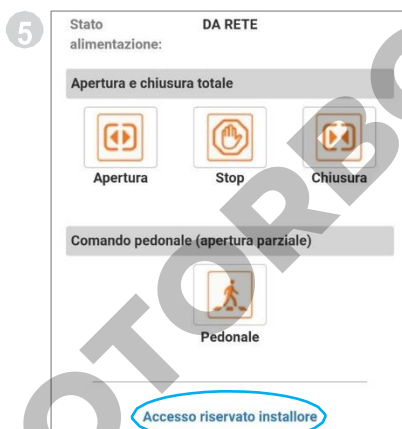 5
Stato DA RETE
alimentazione:
Apertura e chiusura totale
Apertura Stop Chiusura
Comando pedonale (apertura parziale)
Pedonale
Accesso riservato installore
OTORBO